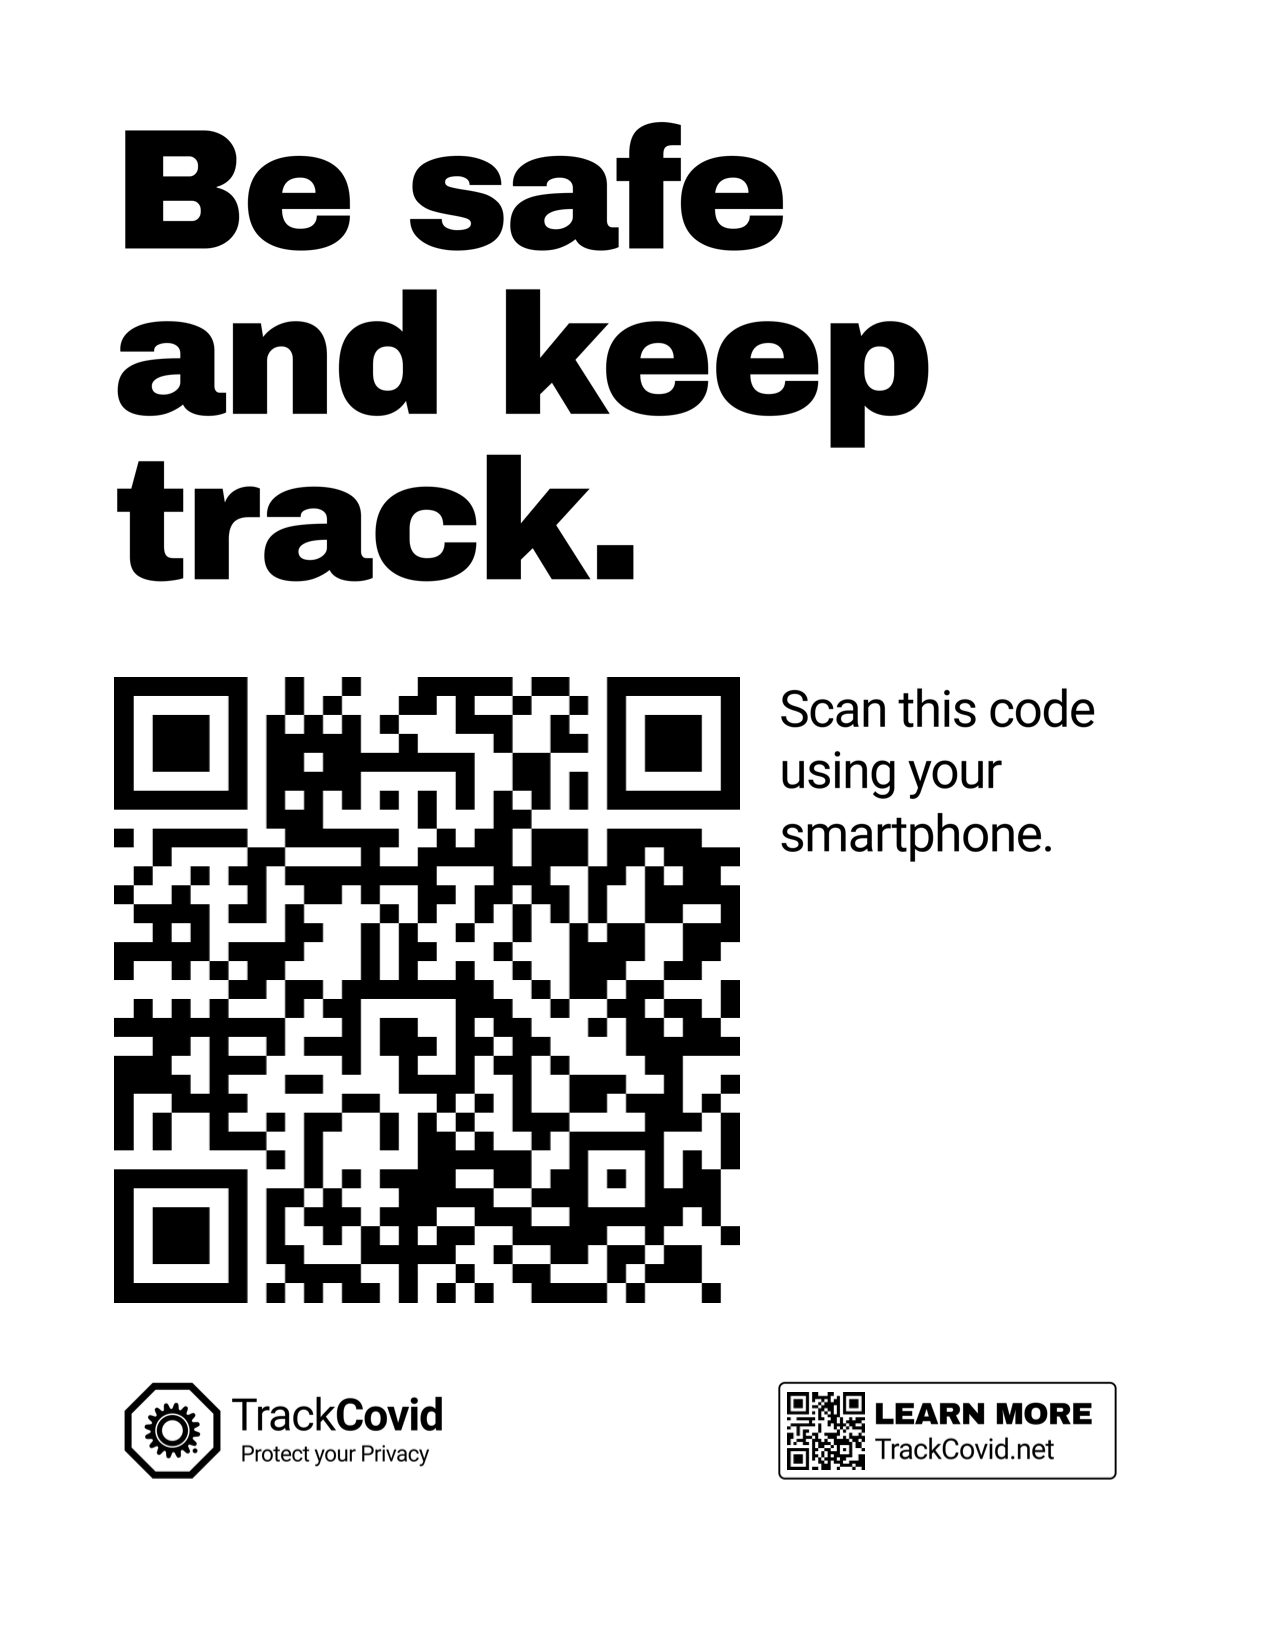 Be safe
and keep
track.
Scan this code
using your
smartphone.
TrackCovid
Protect your Privacy
LEARN MORE
TrackCovid.net